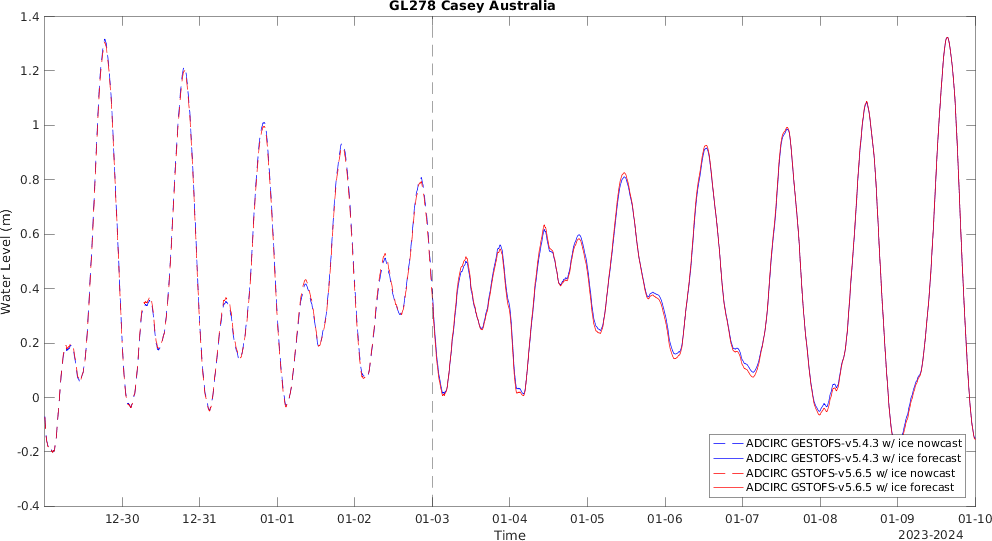 GL278 Casey Australia
1.4
1.2
1
0.8
0.6
0.4
0.2
0
-0.2
-0.4
Water Level (m)
ADCIRC GESTOFS-v5.4.3 w/ ice nowcast
ADCIRC GESTOFS-v5.4.3 w/ ice forecast
ADCIRC GSTOFS-v5.6.5 w/ ice nowcast
ADCIRC GSTOFS-v5.6.5 w/ ice forecast
12-30 12-31 01-01 01-02 01-03 01-04 01-05 01-06 01-07 01-08 01-09 01-10
Time
2023-2024